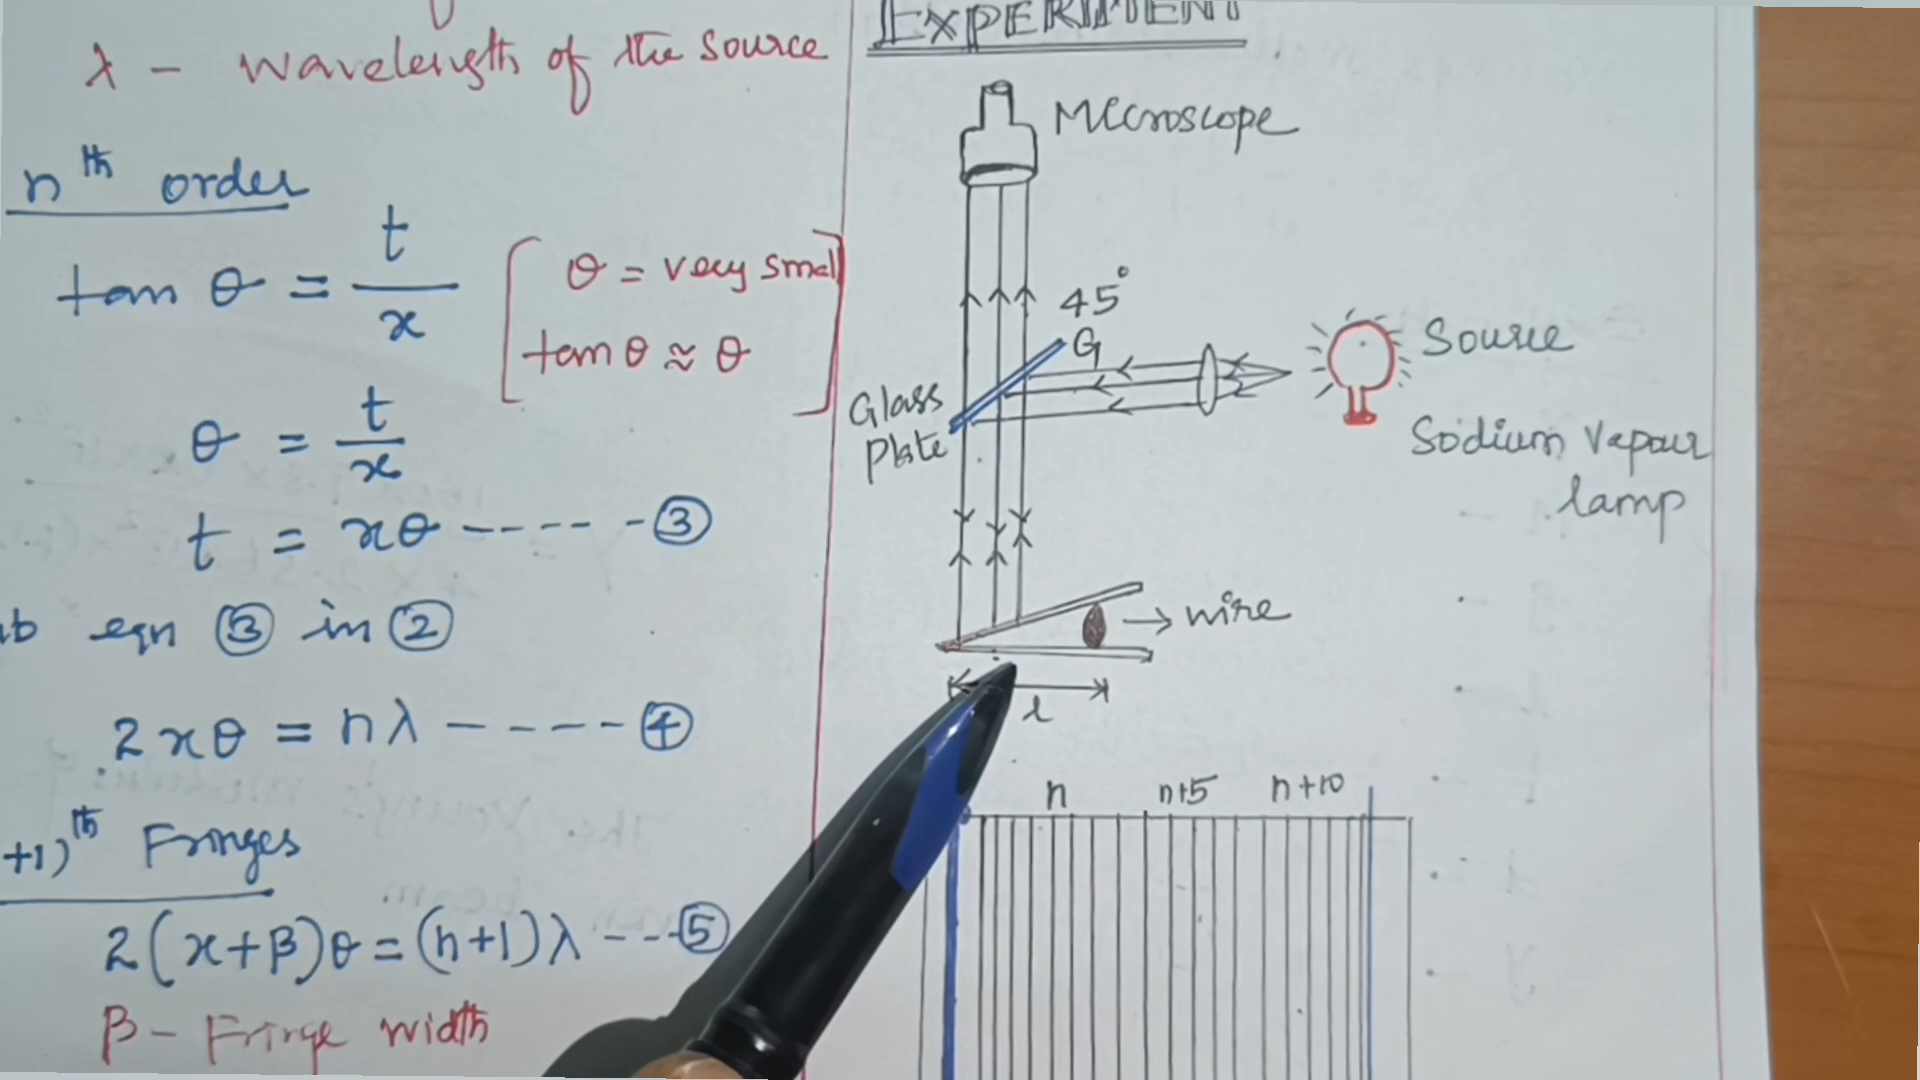 λ - wavelength of the source
nth order
tan θ = t/x
[θ = very small
tan θ ≈ θ]
θ = t/x
t = xθ ----- ③
eqn ③ in ②
2xθ = nλ ----- ④
+1)th Fringes
2(x+β)θ = (n+1)λ --- ⑤
β - Fringe width
EXPERIMENT
Microscope
45°
G
Glass
Plate
Source
Sodium Vapour
lamp
wire
l
n n+5 n+10